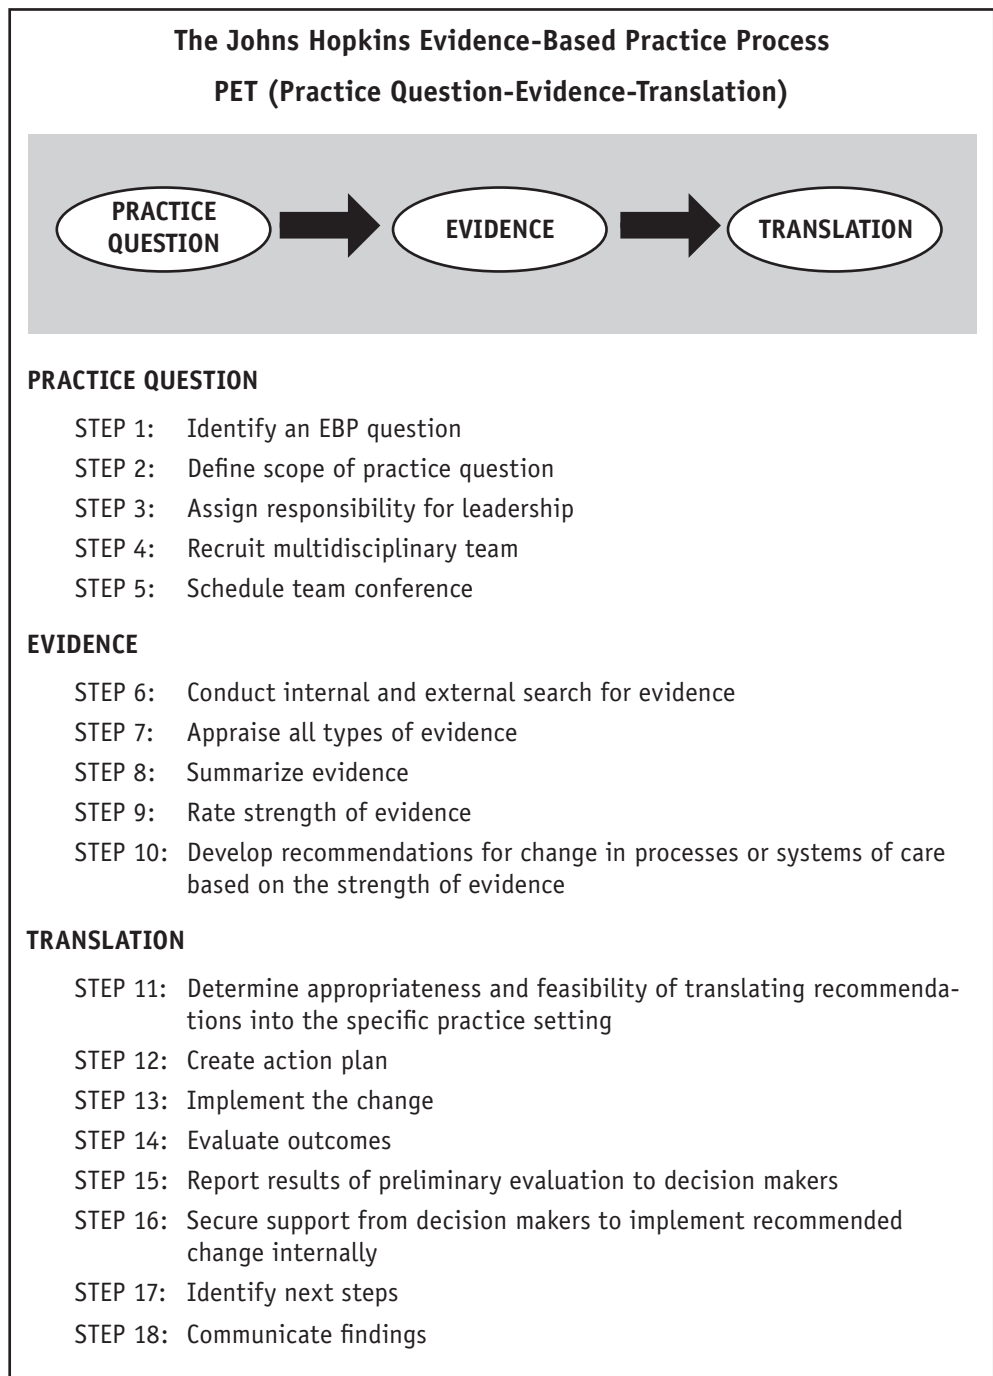 The Johns Hopkins Evidence-Based Practice Process
PET (Practice Question-Evidence-Translation)
PRACTICE
QUESTION
EVIDENCE
TRANSLATION
PRACTICE QUESTION
STEP 1: Identify an EBP question
STEP 2: Define scope of practice question
STEP 3: Assign responsibility for leadership
STEP 4: Recruit multidisciplinary team
STEP 5: Schedule team conference
EVIDENCE
STEP 6: Conduct internal and external search for evidence
STEP 7: Appraise all types of evidence
STEP 8: Summarize evidence
STEP 9: Rate strength of evidence
STEP 10: Develop recommendations for change in processes or systems of care
based on the strength of evidence
TRANSLATION
STEP 11: Determine appropriateness and feasibility of translating recommenda-
tions into the specific practice setting
STEP 12: Create action plan
STEP 13: Implement the change
STEP 14: Evaluate outcomes
STEP 15: Report results of preliminary evaluation to decision makers
STEP 16: Secure support from decision makers to implement recommended
change internally
STEP 17: Identify next steps
STEP 18: Communicate findings